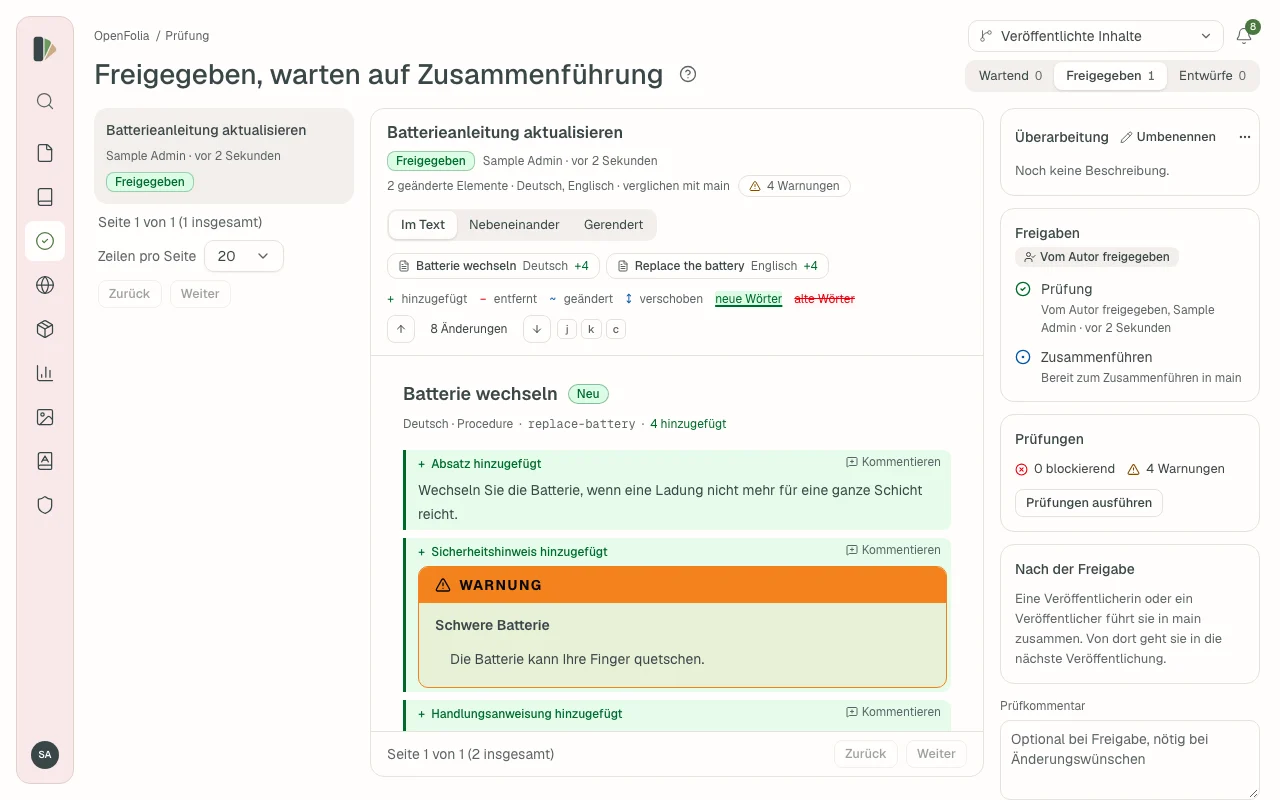 OpenFolia / Prüfung
Veröffentlichte Inhalte
8
Freigegeben, warten auf Zusammenführung
Wartend 0
Freigegeben 1
Entwürfe 0
Batterieanleitung aktualisieren
Sample Admin · vor 2 Sekunden
Freigegeben
Seite 1 von 1 (1 insgesamt)
Zeilen pro Seite 20
Zurück Weiter
Batterieanleitung aktualisieren
Freigegeben Sample Admin · vor 2 Sekunden
2 geänderte Elemente · Deutsch, Englisch · verglichen mit main 4 Warnungen
Im Text Nebeneinander Gerendert
Batterie wechseln Deutsch +4 Replace the battery Englisch +4
+ hinzugefügt − entfernt ~ geändert ↕ verschoben neue Wörter alte Wörter
↑ 8 Änderungen ↓ j k c
Batterie wechseln Neu
Deutsch · Procedure · replace-battery · 4 hinzugefügt
+ Absatz hinzugefügt Kommentieren
Wechseln Sie die Batterie, wenn eine Ladung nicht mehr für eine ganze Schicht
reicht.
+ Sicherheitshinweis hinzugefügt Kommentieren
WARNUNG
Schwere Batterie
Die Batterie kann Ihre Finger quetschen.
+ Handlungsanweisung hinzugefügt Kommentieren
Seite 1 von 1 (2 insgesamt) Zurück Weiter
Überarbeitung Umbenennen ···
Noch keine Beschreibung.
Freigaben
Vom Autor freigegeben
Prüfung
Vom Autor freigegeben, Sample
Admin · vor 2 Sekunden
Zusammenführen
Bereit zum Zusammenführen in main
Prüfungen
0 blockierend 4 Warnungen
Prüfungen ausführen
Nach der Freigabe
Eine Veröffentlicherin oder ein
Veröffentlicher führt sie in main
zusammen. Von dort geht sie in die
nächste Veröffentlichung.
Prüfkommentar
Optional bei Freigabe, nötig bei
Änderungswünschen
SA